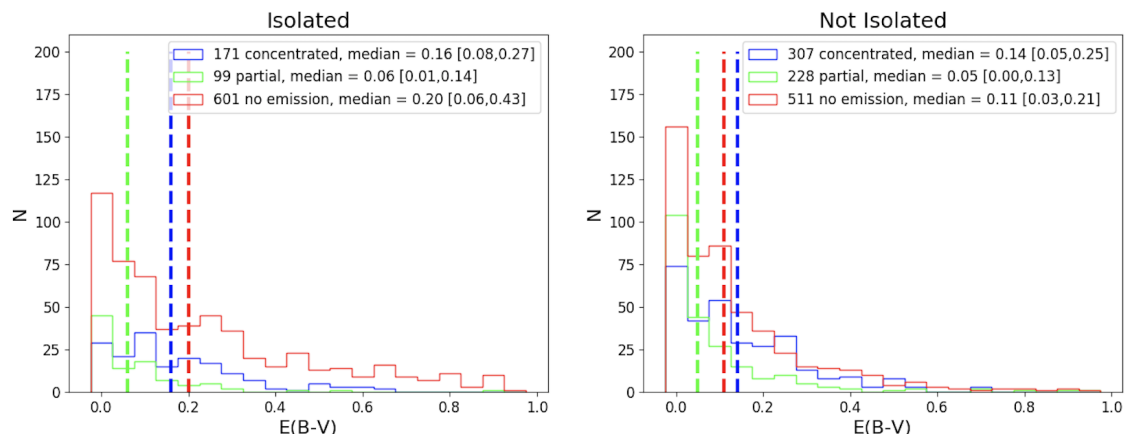 Isolated
200
175
150
125
100
75
50
25
0
N
171 concentrated, median = 0.16 [0.08,0.27]
99 partial, median = 0.06 [0.01,0.14]
601 no emission, median = 0.20 [0.06,0.43]
0.0 0.2 0.4 0.6 0.8 1.0
E(B-V)
Not Isolated
200
175
150
125
100
75
50
25
0
N
307 concentrated, median = 0.14 [0.05,0.25]
228 partial, median = 0.05 [0.00,0.13]
511 no emission, median = 0.11 [0.03,0.21]
0.0 0.2 0.4 0.6 0.8 1.0
E(B-V)